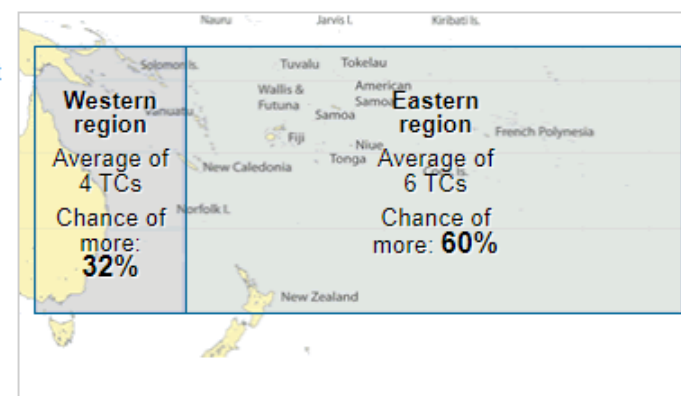 Nauru Jarvis I. Kiribati Is.
Solomon Is. Tuvalu Tokelau
Western
region
Average of
4 TCs
Chance of
more:
32%
Wallis &
Futuna
American
Samoa
Samoa
Eastern
region
Average of
6 TCs
Chance of
more: 60%
Vanuatu
Fiji
Niue
Tonga
French Polynesia
New Caledonia
Norfolk I.
New Zealand